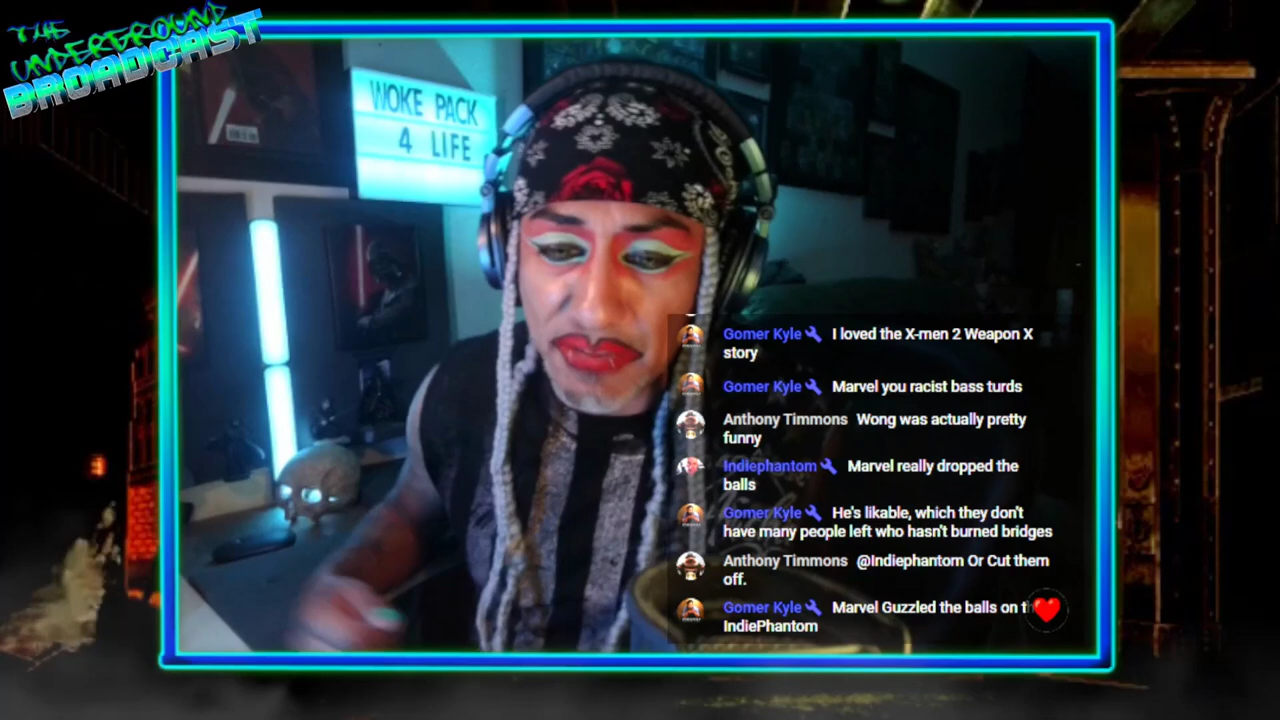 THE
UNDERGROUND
BROADCAST
WOKE PACK
4 LIFE
Gomer Kyle I loved the X-men 2 Weapon X
story
Gomer Kyle Marvel you racist bass turds
Anthony Timmons Wong was actually pretty
funny
Indiephantom Marvel really dropped the
balls
Gomer Kyle He's likable, which they don't
have many people left who hasn't burned bridges
Anthony Timmons @Indiephantom Or Cut them
off.
Gomer Kyle Marvel Guzzled the balls on
IndiePhantom